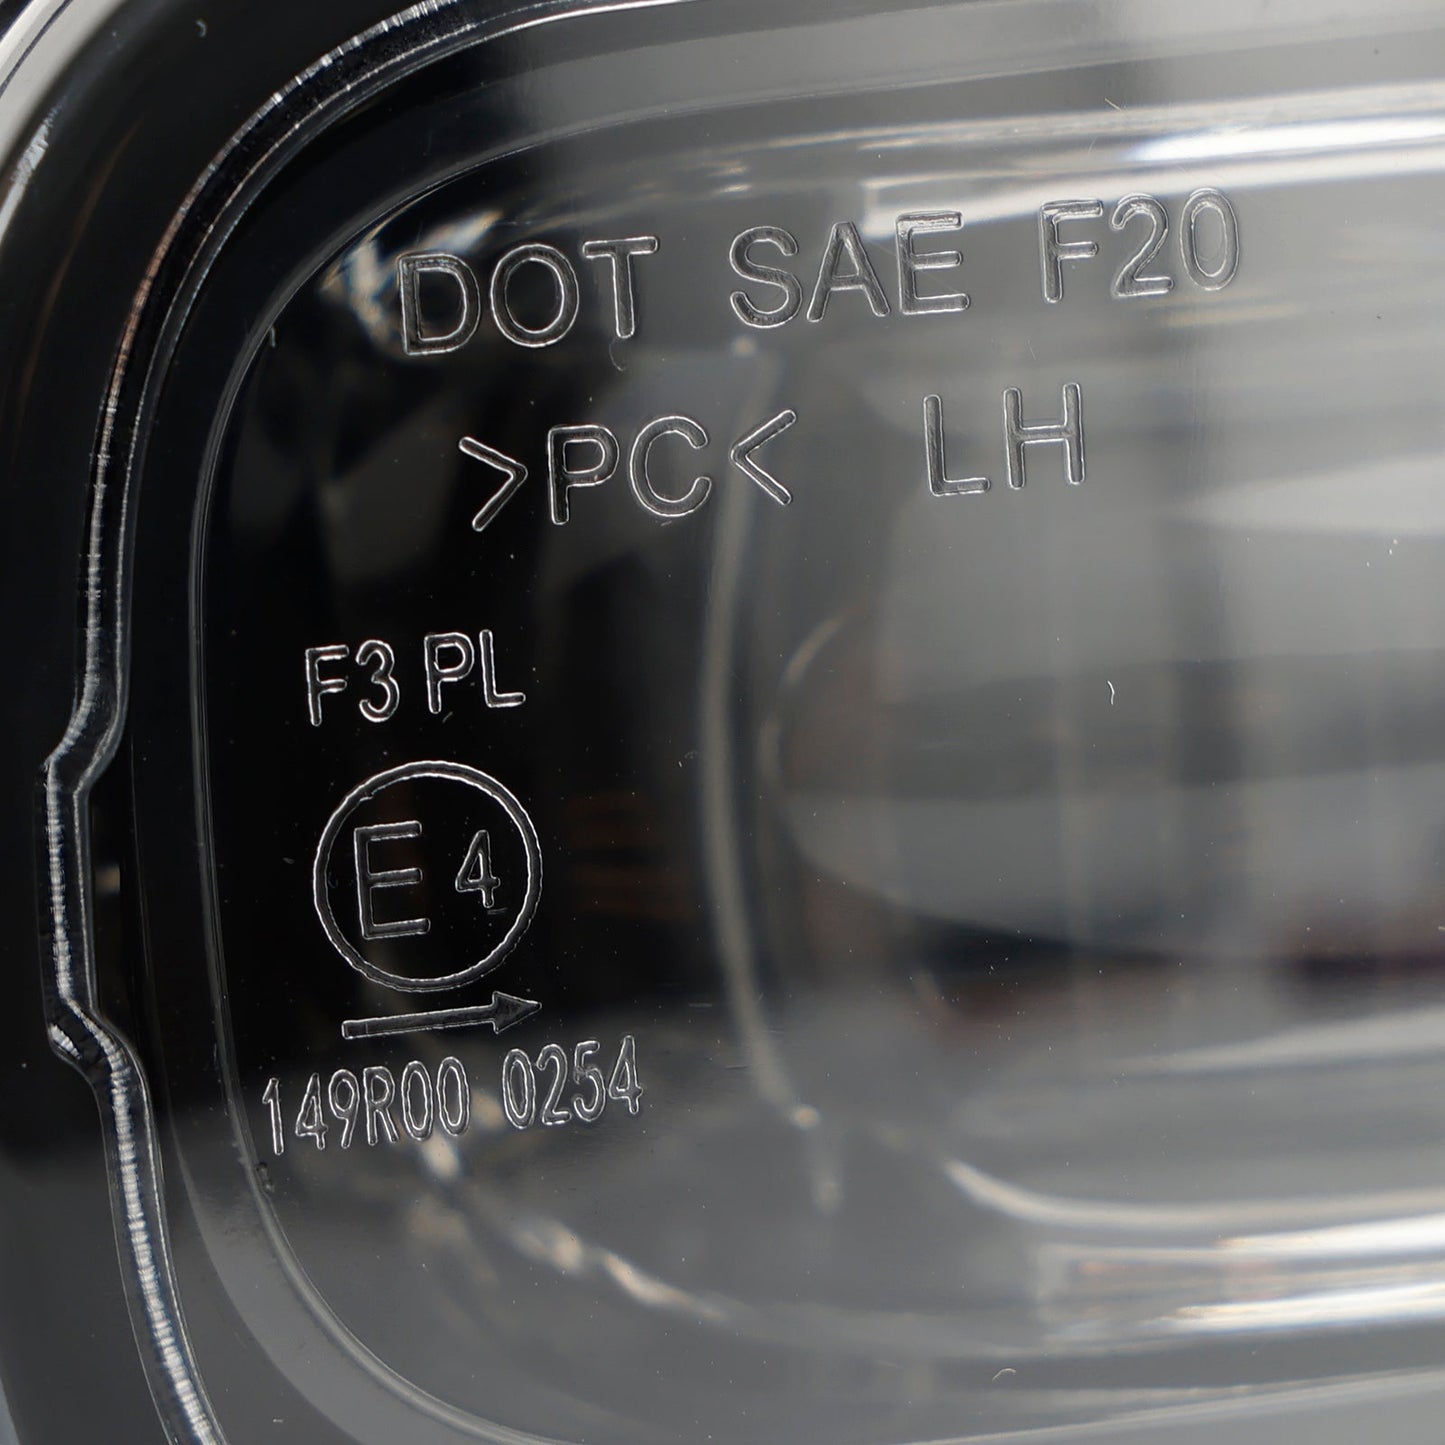 DOT SAE F20
>PC< LH
F3 PL
E4
149R00 0254